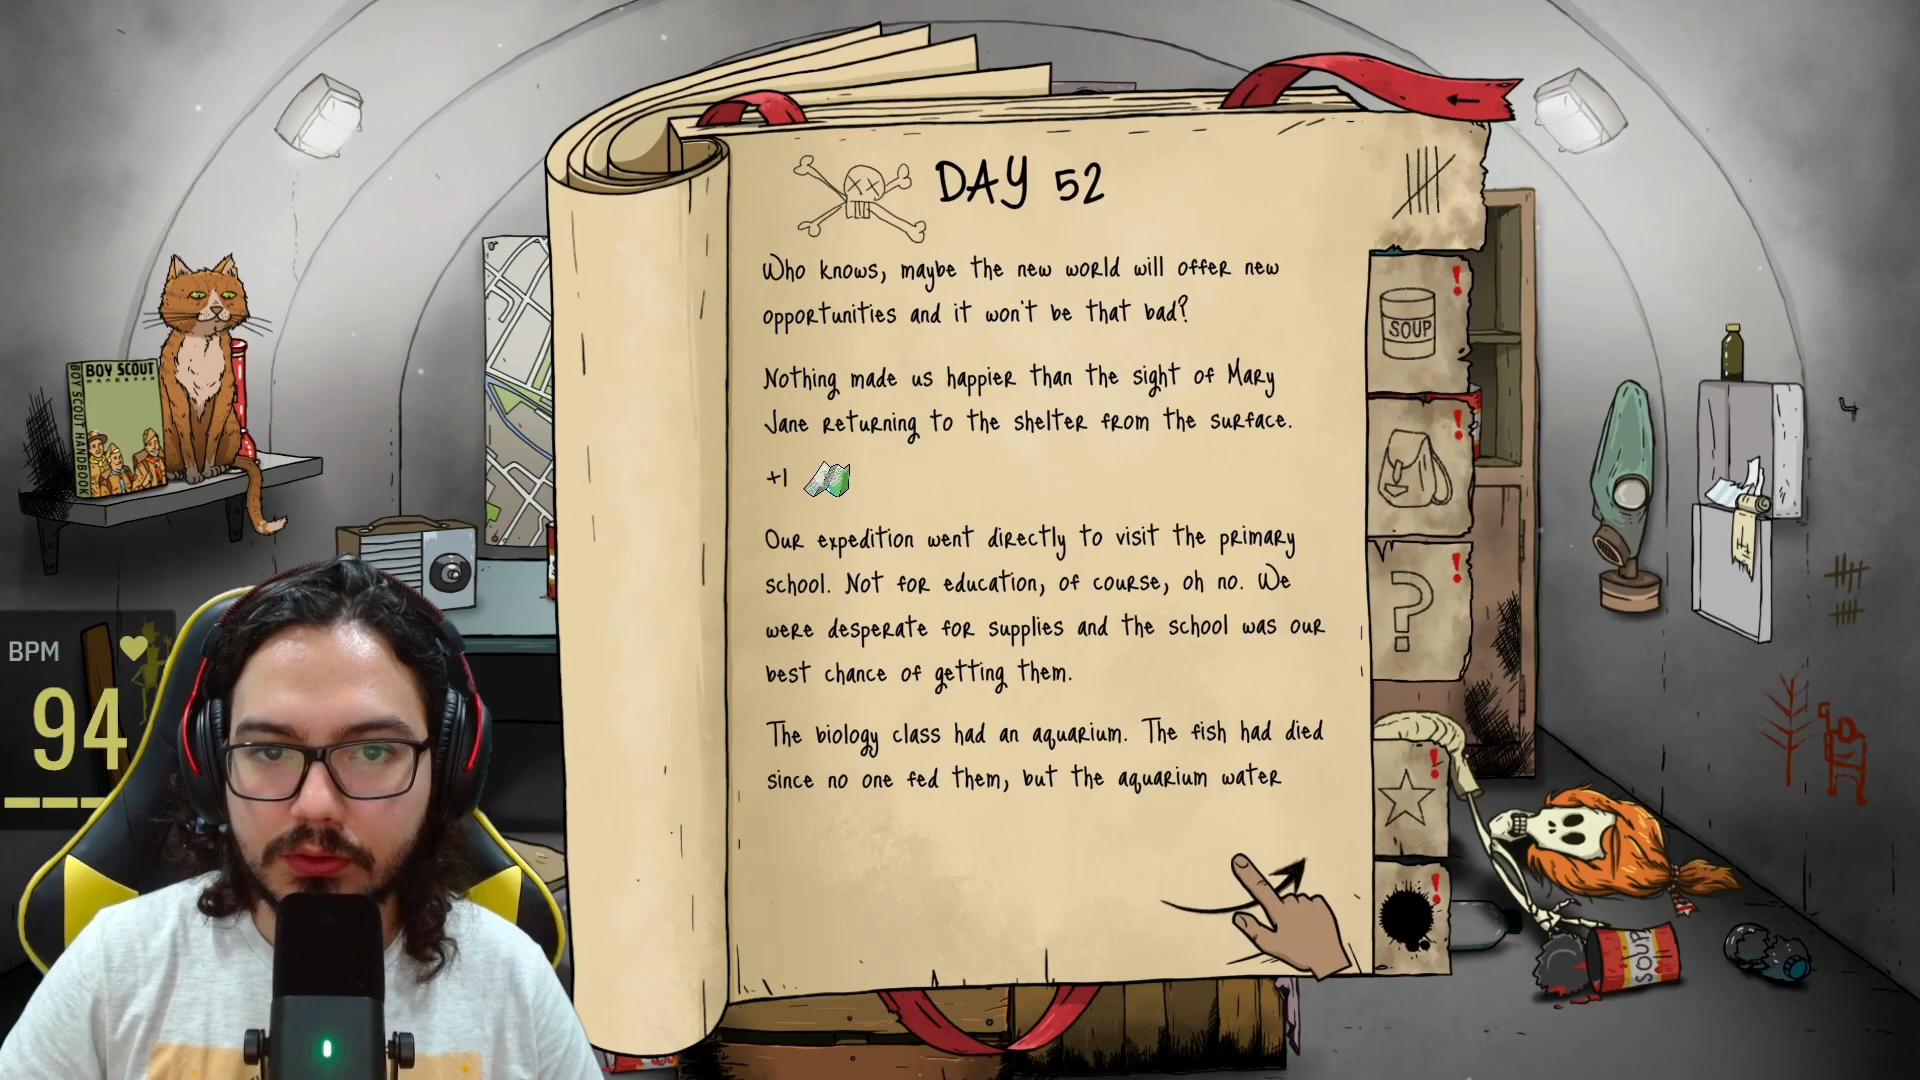 DAY 52
Who knows, maybe the new world will offer new
opportunities and it won't be that bad?
Nothing made us happier than the sight of Mary
Jane returning to the shelter from the surface.
+1
Our expedition went directly to visit the primary
school. Not for education, of course, oh no. We
were desperate for supplies and the school was our
best chance of getting them.
The biology class had an aquarium. The fish had died
since no one fed them, but the aquarium water
SOUP
!
!
!
!
!
?
BOY SCOUT
HANDBOOK
BOY SCOUT HANDBOOK
BPM
94
SOUP